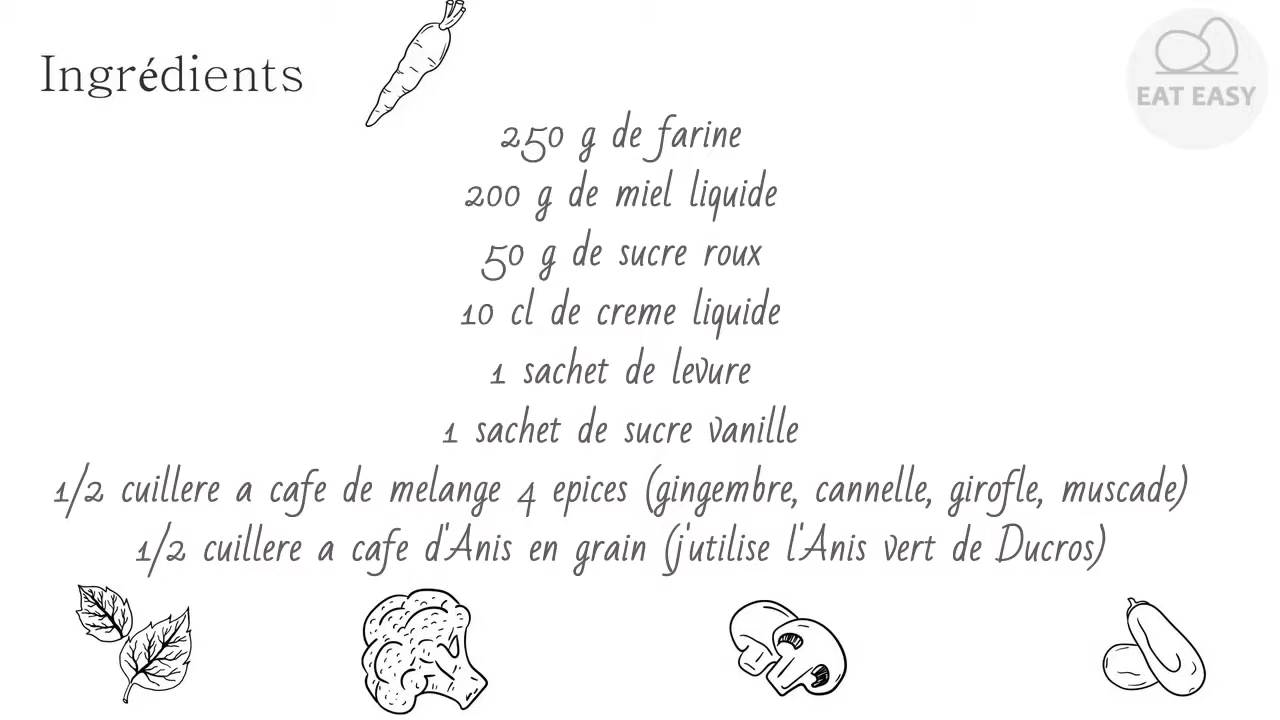 Ingrédients
EAT EASY
250 g de farine
200 g de miel liquide
50 g de sucre roux
10 cl de creme liquide
1 sachet de levure
1 sachet de sucre vanille
1/2 cuillere a cafe de melange 4 epices (gingembre, cannelle, girofle, muscade)
1/2 cuillere a cafe d'Anis en grain (j'utilise l'Anis vert de Ducros)